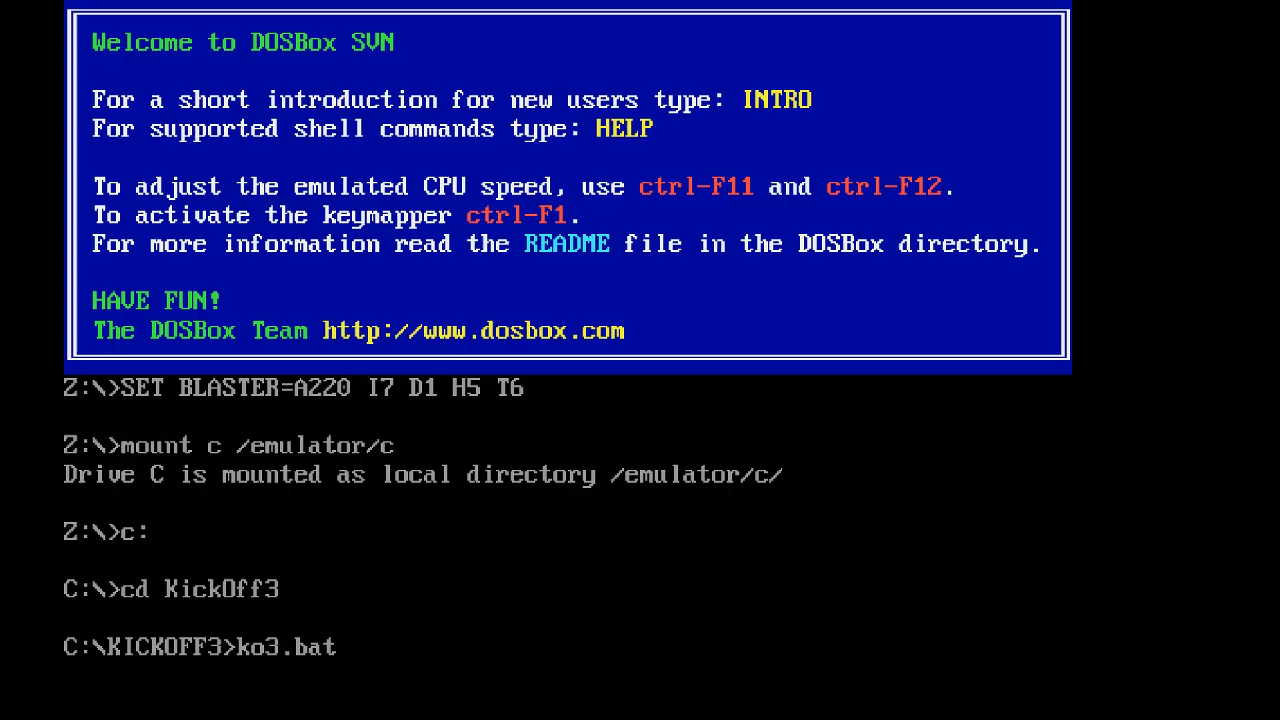 Welcome to DOSBox SVN
For a short introduction for new users type: INTRO
For supported shell commands type: HELP
To adjust the emulated CPU speed, use ctrl-F11 and ctrl-F12.
To activate the keymapper ctrl-F1.
For more information read the README file in the DOSBox directory.
HAVE FUN!
The DOSBox Team http://www.dosbox.com
Z:\>SET BLASTER=A220 I7 D1 H5 T6
Z:\>mount c /emulator/c
Drive C is mounted as local directory /emulator/c/
Z:\>c:
C:\>cd KickOff3
C:\KICKOFF3>ko3.bat